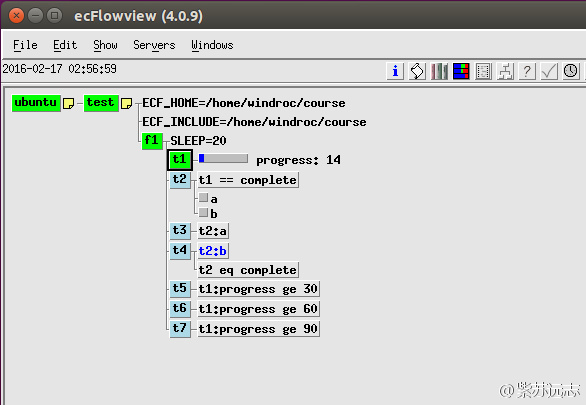 ecFlowview (4.0.9)
File Edit Show Servers Windows
2016-02-17 02:56:59
ubuntu test ECF_HOME=/home/windroc/course
ECF_INCLUDE=/home/windroc/course
f1 SLEEP=20
t1 progress: 14
t2 t1 == complete
a
b
t3 t2:a
t4 t2:b
t2 eq complete
t5 t1:progress ge 30
t6 t1:progress ge 60
t7 t1:progress ge 90
@紫苏远志